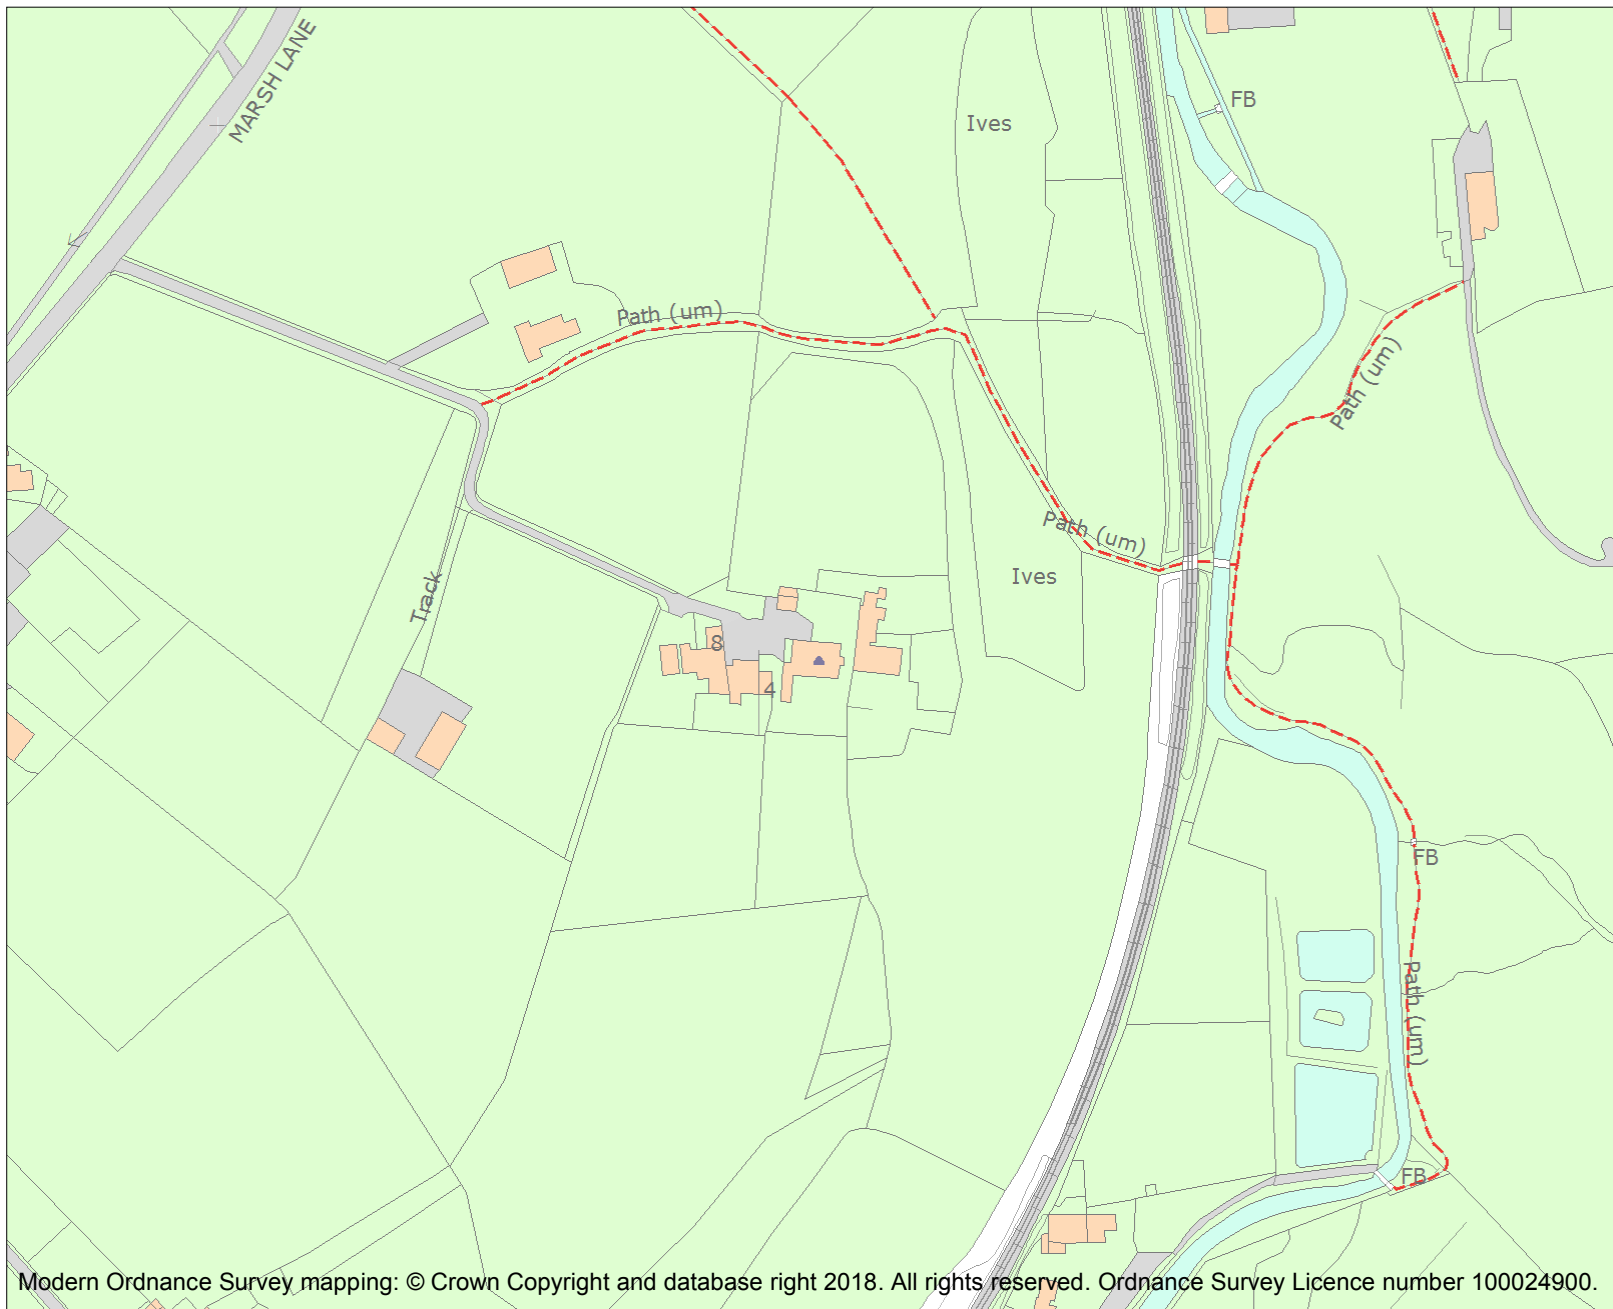 MARSH LANE
Ives
FB
Path (um)
Path (um)
Path (um)
Ives
Track
8
4
FB
Path (um)
FB
Modern Ordnance Survey mapping: © Crown Copyright and database right 2018. All rights reserved. Ordnance Survey Licence number 100024900.